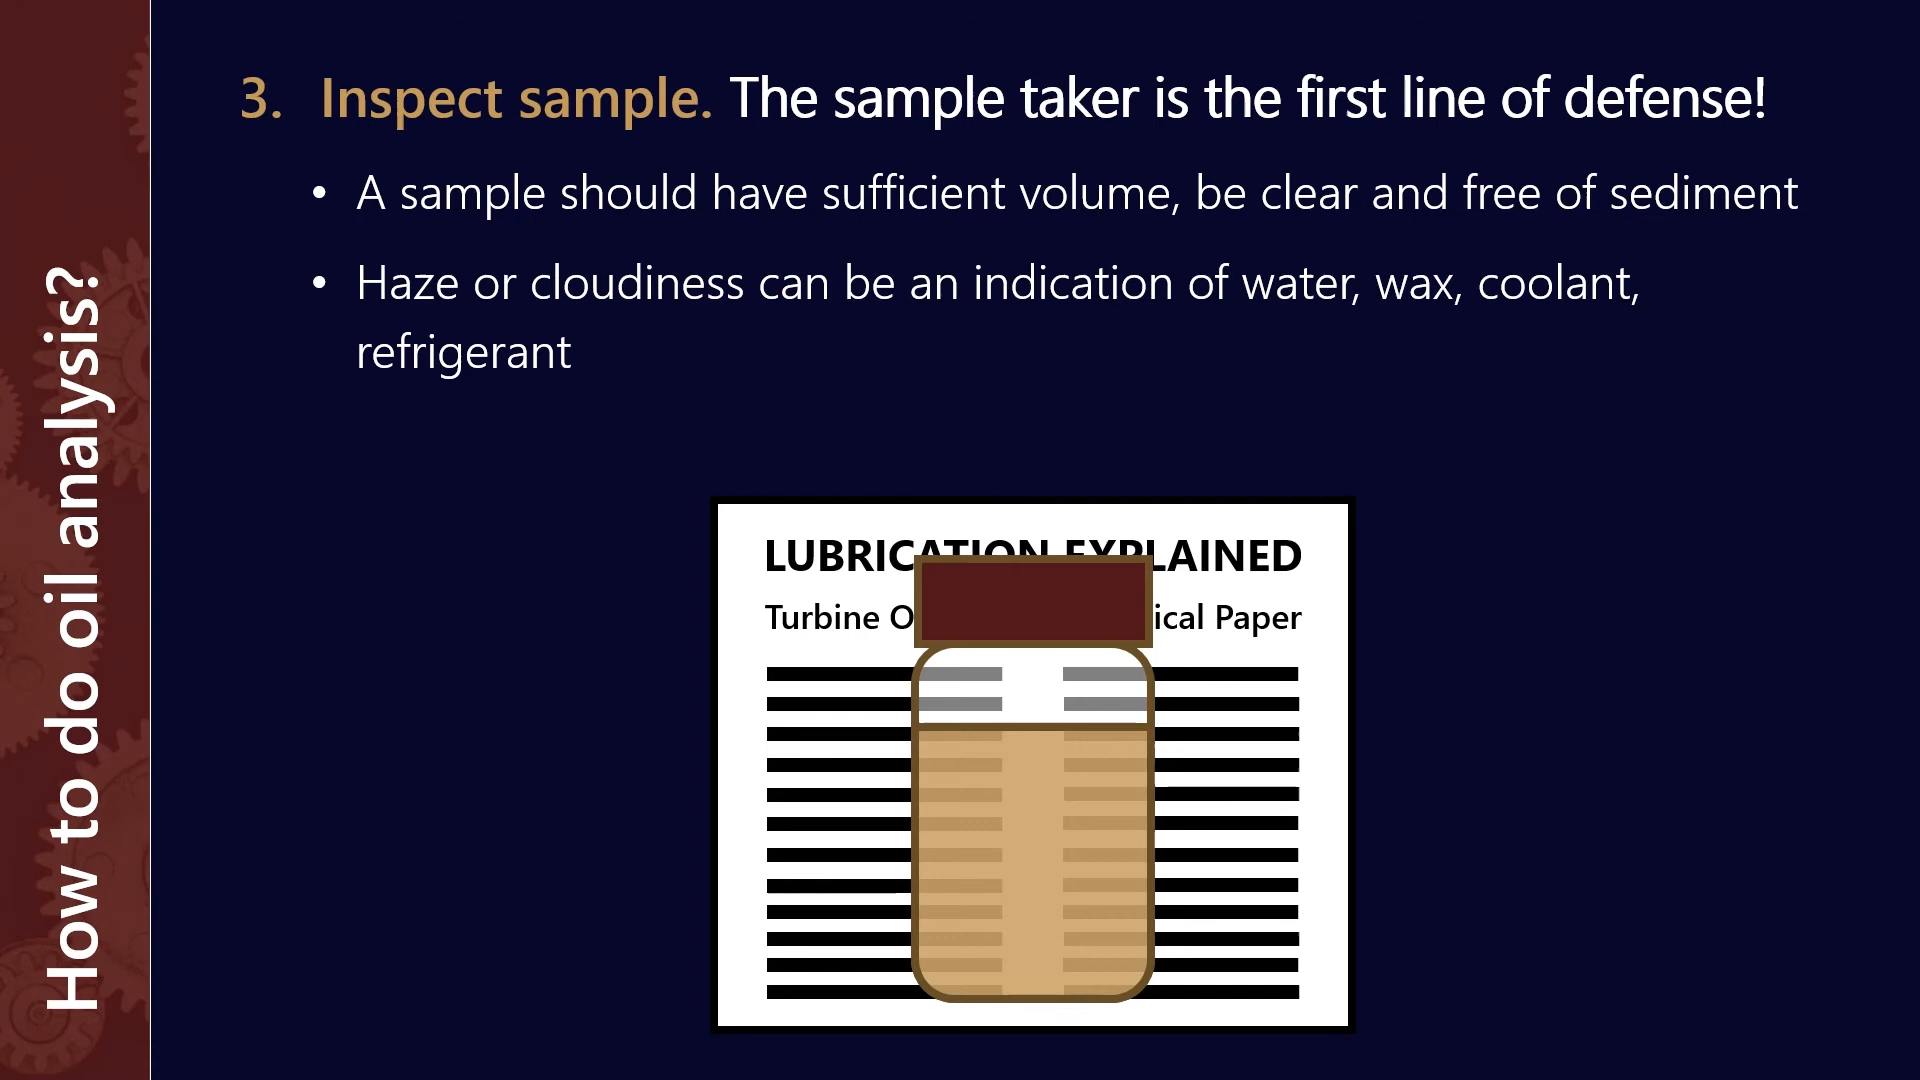 How to do oil analysis?
3. Inspect sample. The sample taker is the first line of defense!
• A sample should have sufficient volume, be clear and free of sediment
• Haze or cloudiness can be an indication of water, wax, coolant,
refrigerant
LUBRICATION EXPLAINED
Turbine O ical Paper